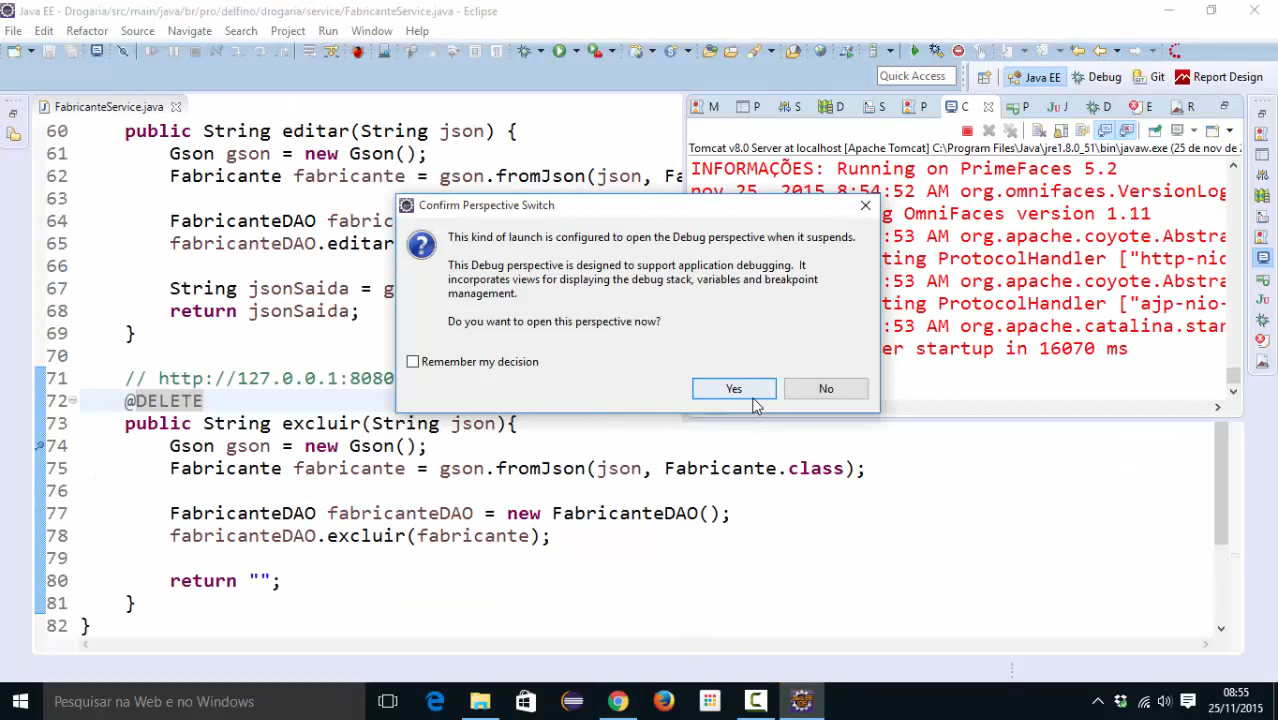 Java EE - Drogaria/src/main/java/br/pro/delfino/drogaria/service/FabricanteService.java - Eclipse
File Edit Refactor Source Navigate Search Project Run Window Help
Quick Access Java EE Debug Git Report Design
FabricanteService.java M P S D S P C P J D E R
Tomcat v8.0 Server at localhost [Apache Tomcat] C:\Program Files\Java\jre1.8.0_51\bin\javaw.exe (25 de nov de
INFORMAÇÕES: Running on PrimeFaces 5.2
nov 25, 2015 8:54:52 AM org.omnifaces.VersionLog
g OmniFaces version 1.11
:53 AM org.apache.coyote.Abstra
ting ProtocolHandler ["http-nio
:53 AM org.apache.coyote.Abstra
ting ProtocolHandler ["ajp-nio-
:53 AM org.apache.catalina.star
er startup in 16070 ms
60 public String editar(String json) {
61 Gson gson = new Gson();
62 Fabricante fabricante = gson.fromJson(json, Fa
64 FabricanteDAO fabric
65 fabricanteDAO.editar
66
67 String jsonSaida = g
68 return jsonSaida;
69 }
70
71 // http://127.0.0.1:8080
72 @DELETE
73 public String excluir(String json){
74 Gson gson = new Gson();
75 Fabricante fabricante = gson.fromJson(json, Fabricante.class);
76
77 FabricanteDAO fabricanteDAO = new FabricanteDAO();
78 fabricanteDAO.excluir(fabricante);
79
80 return "";
81 }
82 }
Confirm Perspective Switch
This kind of launch is configured to open the Debug perspective when it suspends.
This Debug perspective is designed to support application debugging. It
incorporates views for displaying the debug stack, variables and breakpoint
management.
Do you want to open this perspective now?
Remember my decision
Yes No
Pesquisar na Web e no Windows
08:55
25/11/2015